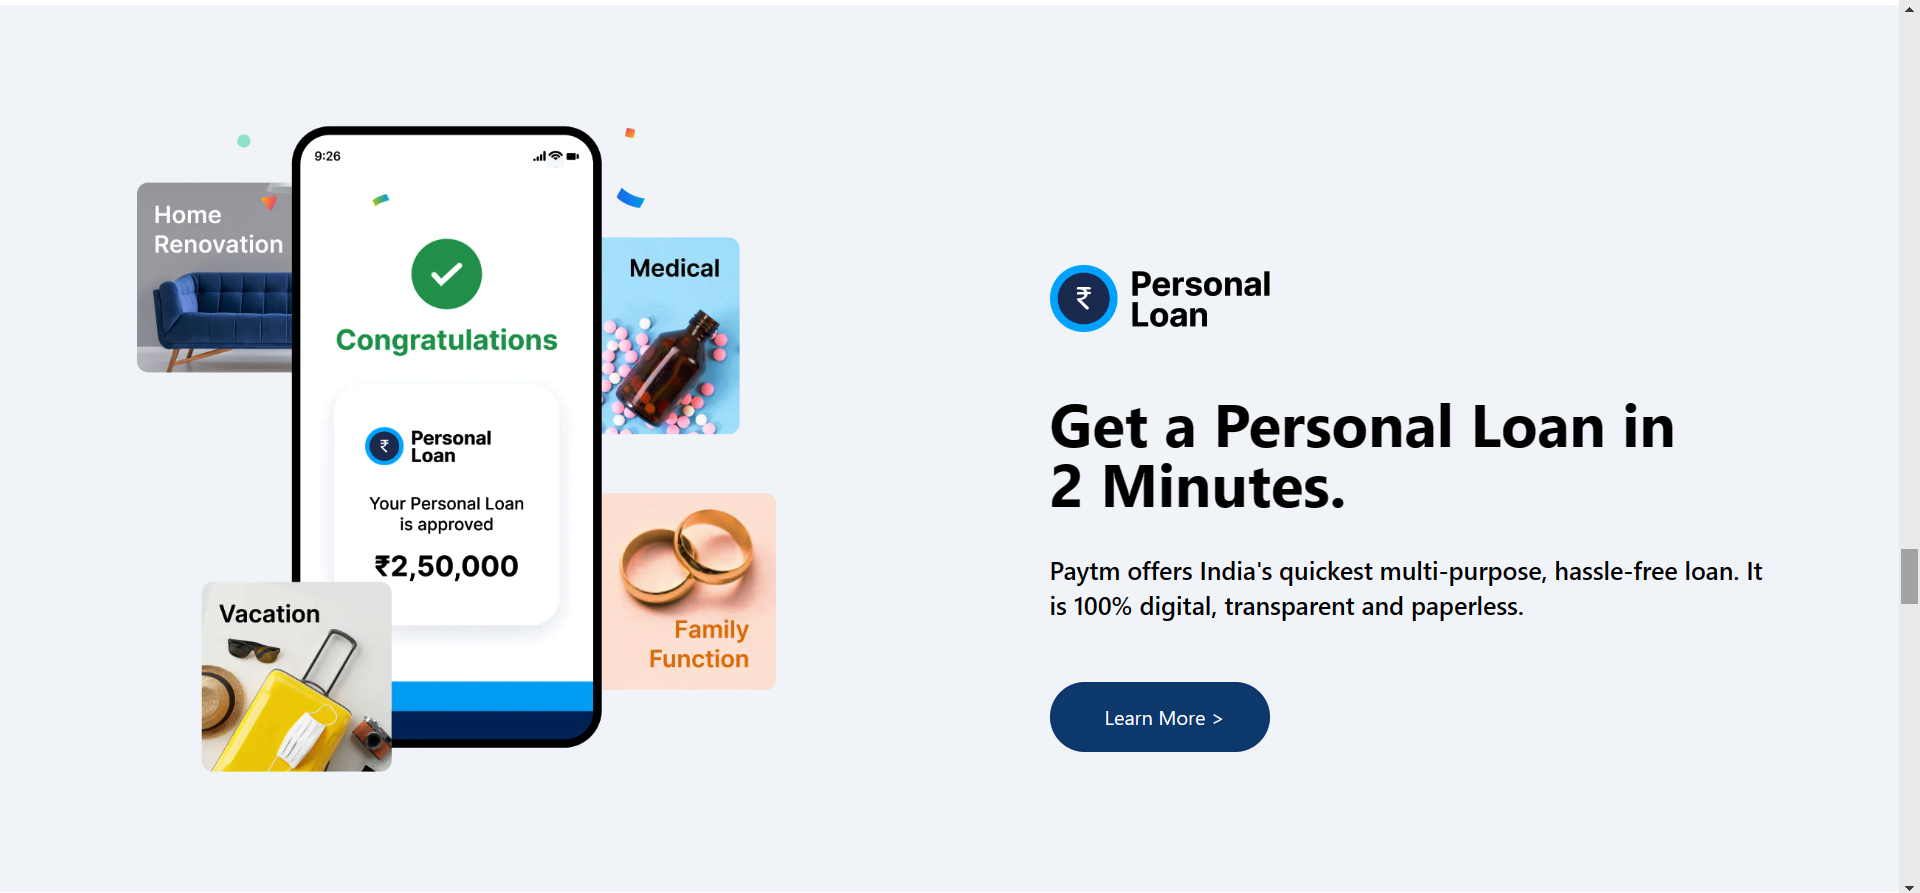 9:26
Home
Renovation
Medical
Congratulations
Personal
Loan
Your Personal Loan
is approved
₹2,50,000
Vacation
Family
Function
₹
Personal
Loan
Get a Personal Loan in
2 Minutes.
Paytm offers India's quickest multi-purpose, hassle-free loan. It
is 100% digital, transparent and paperless.
Learn More >